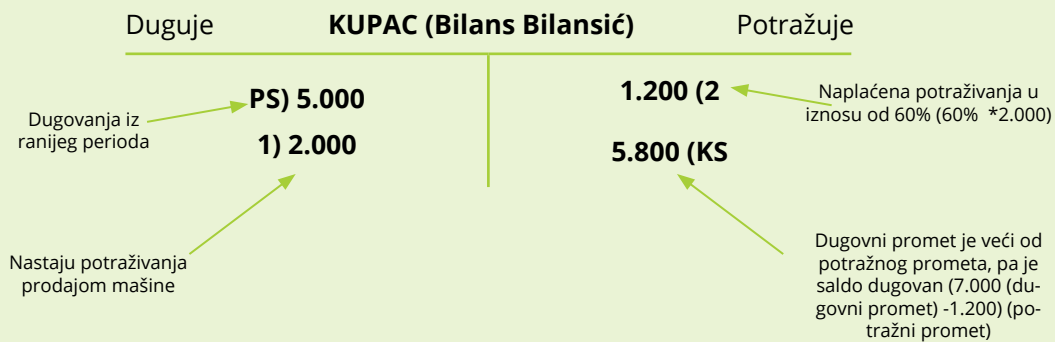 Duguje KUPAC (Bilans Bilansić) Potražuje
PS) 5.000
1) 2.000
1.200 (2
5.800 (KS
Dugovanja iz
ranijeg perioda
Nastaju potraživanja
prodajom mašine
Naplaćena potraživanja u
iznosu od 60% (60% *2.000)
Dugovni promet je veći od
potražnog prometa, pa je
saldo dugovan (7.000 (du-
govni promet) -1.200) (po-
tražni promet)